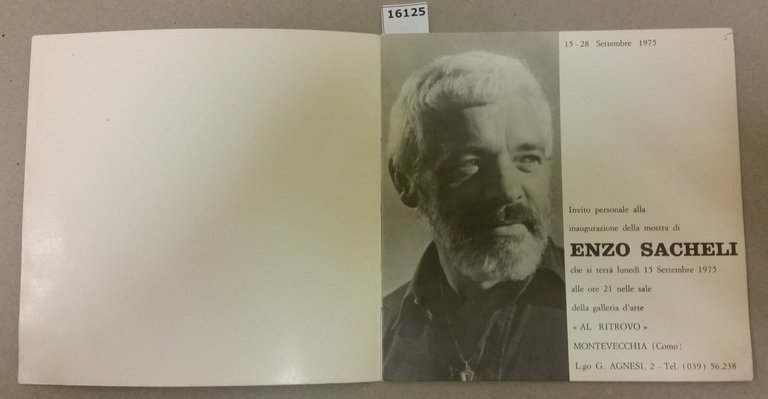 16125
15 - 28 Settembre 1975
Invito personale alla
inaugurazione della mostra di
ENZO SACHELI
che si terrà lunedì 15 Settembre 1975
alle ore 21 nelle sale
della galleria d'arte
« AL RITROVO »
MONTEVECCHIA (Como)
L.go G. AGNESI, 2 - Tel. (039) 56.238